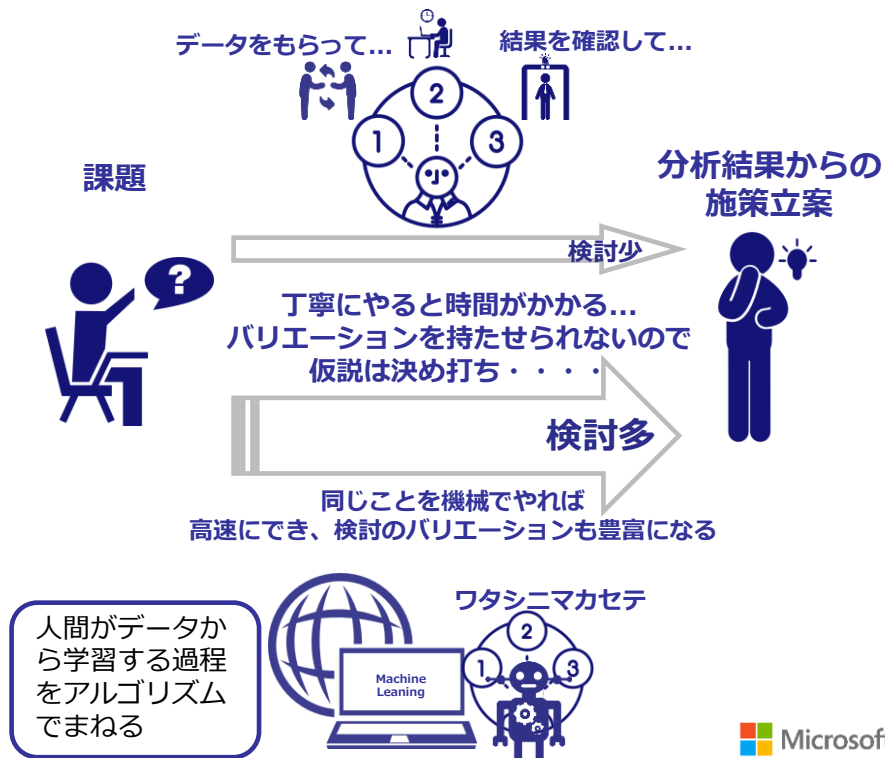 データをもらって...
結果を確認して...
1
2
3
課題
分析結果からの
施策立案
?
検討少
丁寧にやると時間がかかる...
バリエーションを持たせられないので
仮説は決め打ち・・・・
検討多
同じことを機械でやれば
高速にでき、検討のバリエーションも豊富になる
人間がデータか
ら学習する過程
をアルゴリズム
でまねる
Machine
Leaning
ワタシニマカセテ
1
2
3
Microsoft